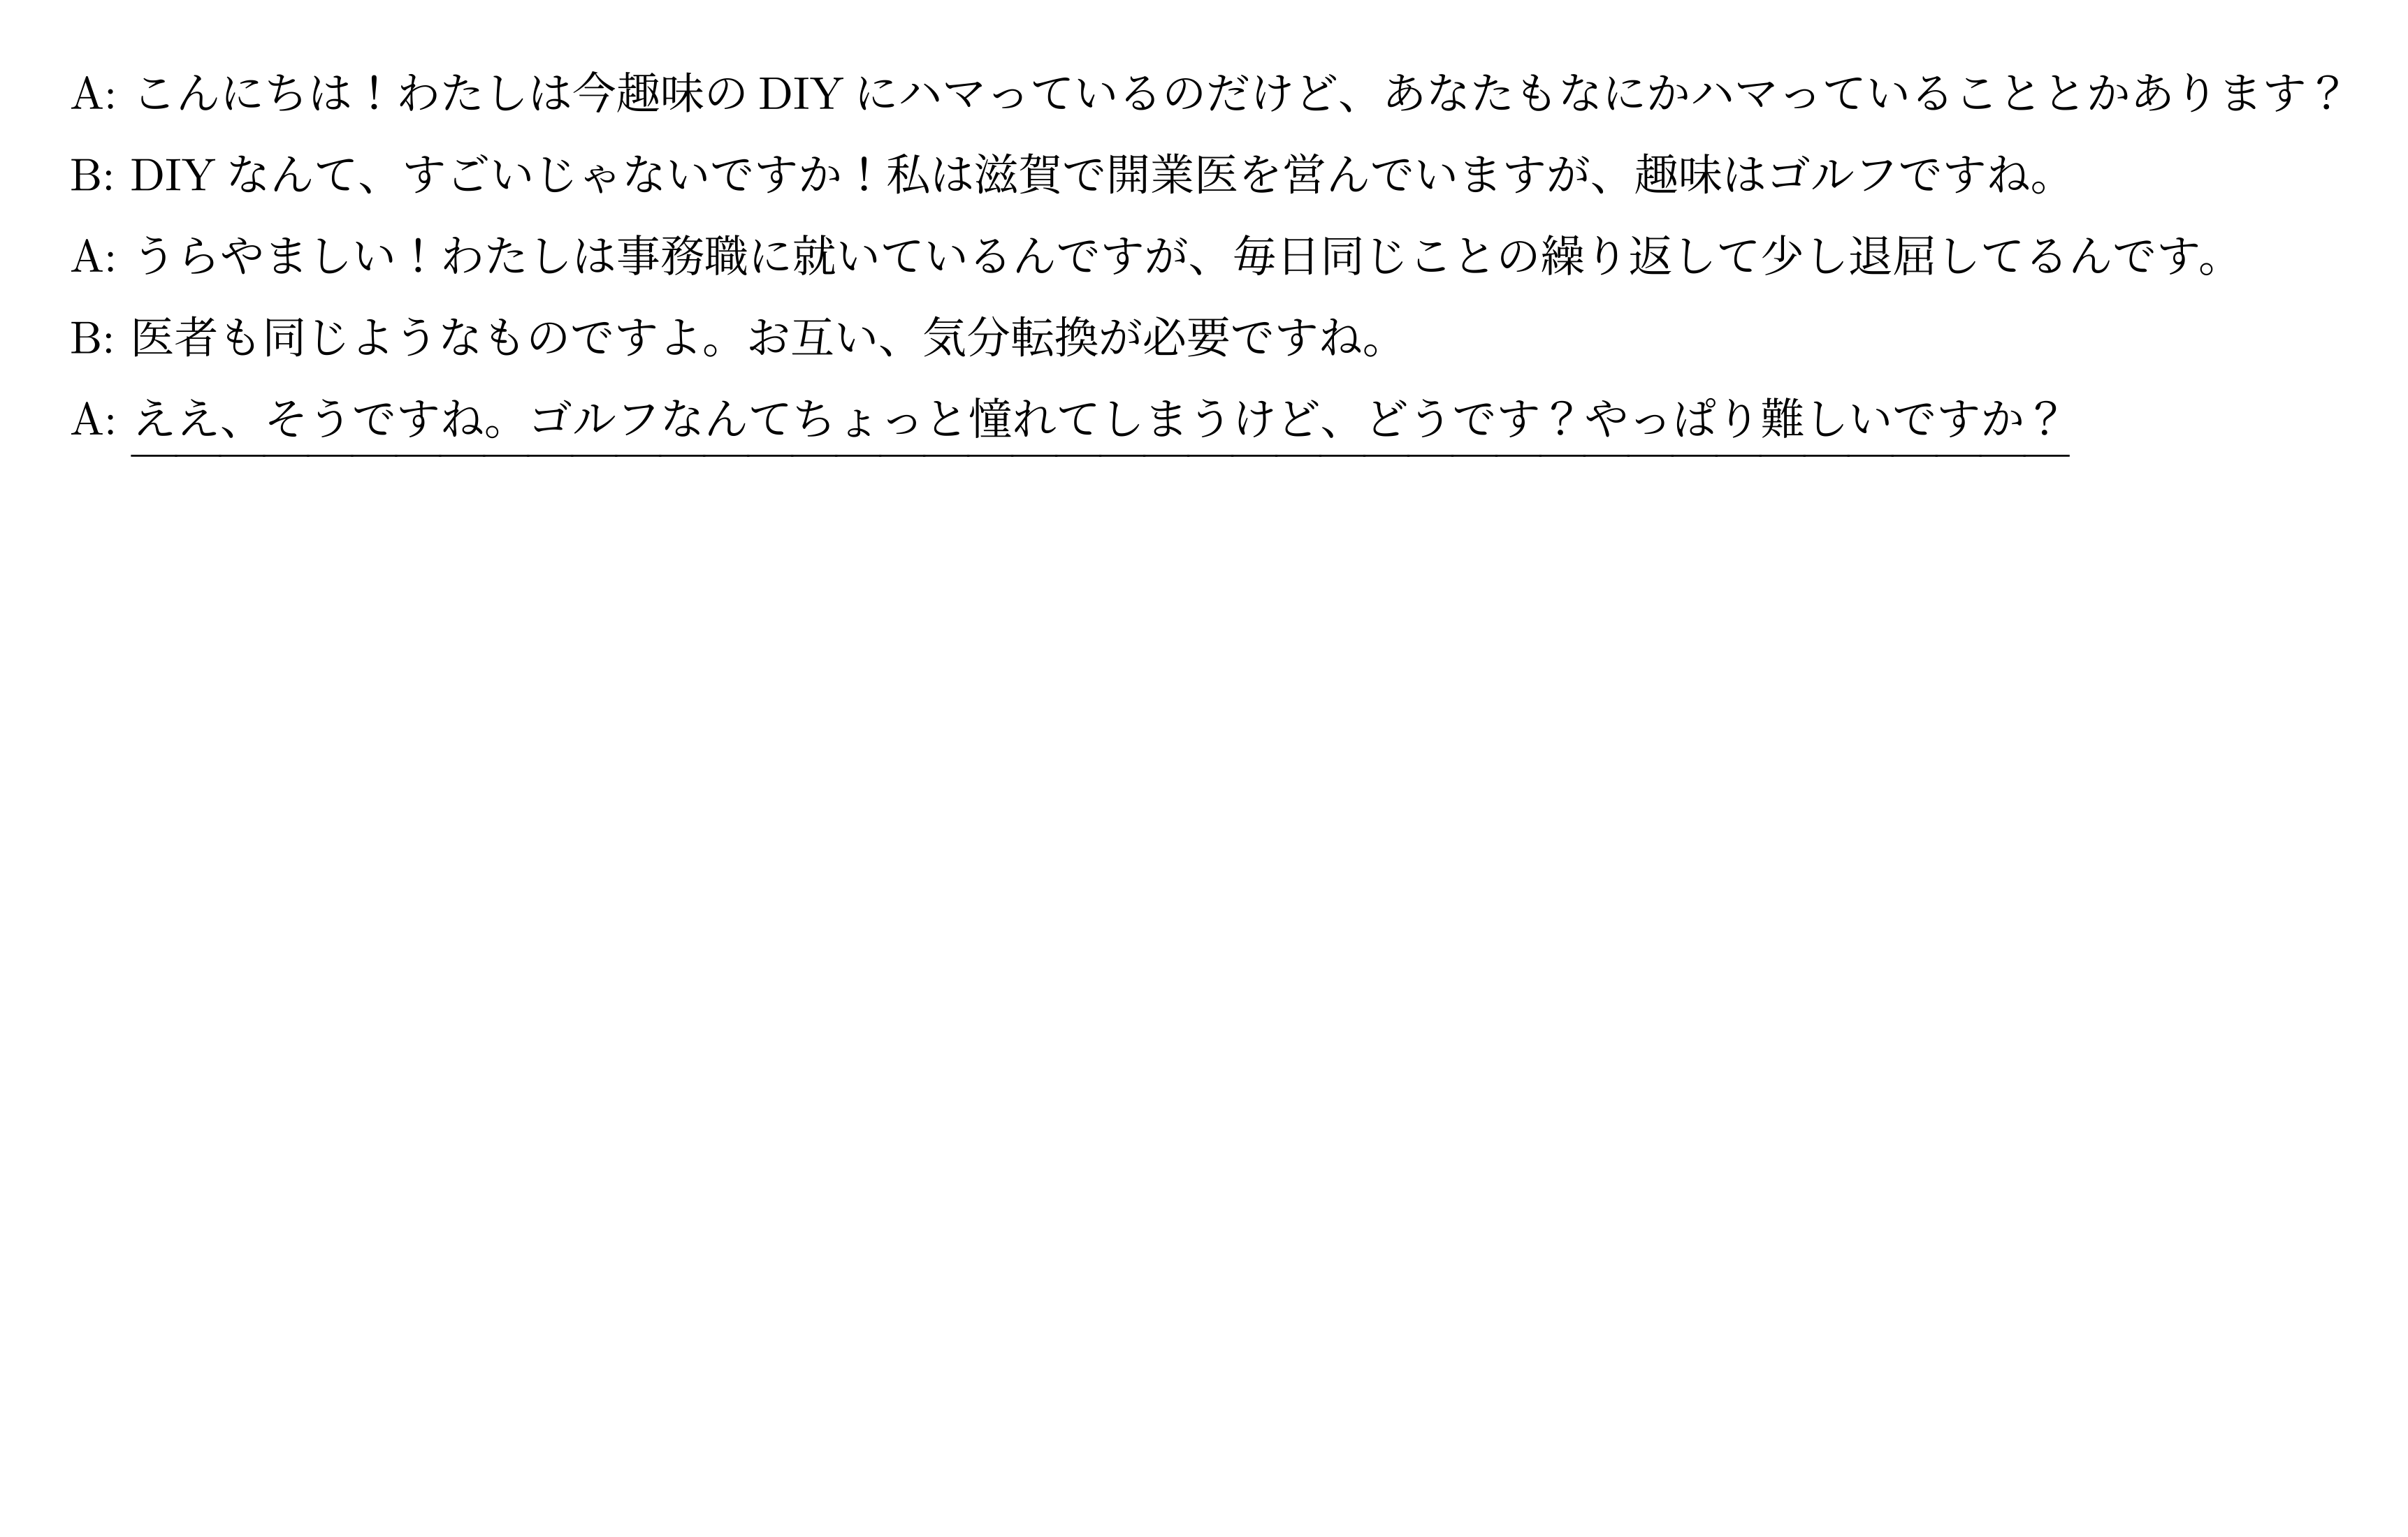 A: こんにちは！わたしは今趣味の DIY にハマっているのだけど、あなたもなにかハマっていることとかあります？
B: DIY なんて、すごいじゃないですか！私は滋賀で開業医を営んでいますが、趣味はゴルフですね。
A: うらやましい！わたしは事務職に就いているんですが、毎日同じことの繰り返して少し退屈してるんです。
B: 医者も同じようなものですよ。お互い、気分転換が必要ですね。
A: ええ、そうですね。ゴルフなんてちょっと憧れてしまうけど、どうです？やっぱり難しいですか？